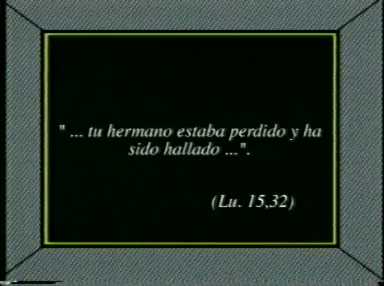 " ... tu hermano estaba perdido y ha
sido hallado ...".
(Lu. 15,32)